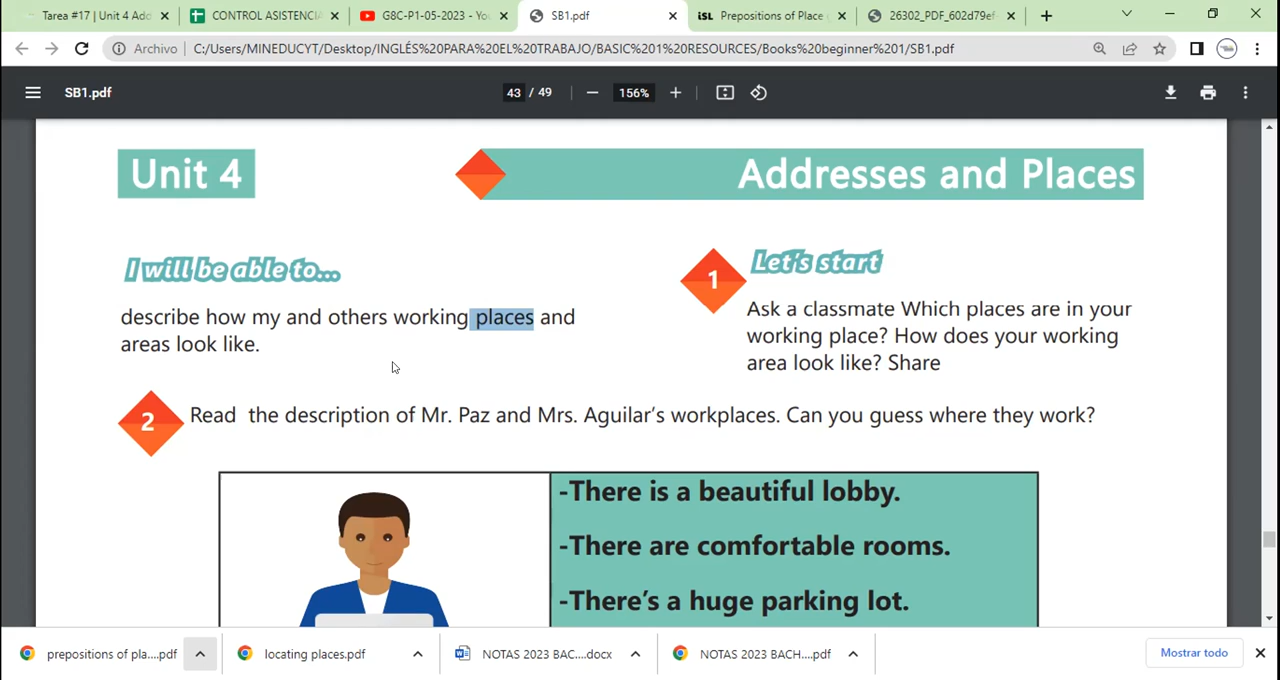 Tarea #17 | Unit 4 Add
CONTROL ASISTENCIA
G8C-P1-05-2023 - You
SB1.pdf
iSL Prepositions of Place
26302_PDF_602d79ef
Archivo | C:/Users/MINEDUCYT/Desktop/INGLÉS%20PARA%20EL%20TRABAJO/BASIC%201%20RESOURCES/Books%20beginner%201/SB1.pdf
SB1.pdf
43 / 49
156%
Unit 4
Addresses and Places
I will be able to...
describe how my and others working places and
areas look like.
1
Let's start
Ask a classmate Which places are in your
working place? How does your working
area look like? Share
2
Read the description of Mr. Paz and Mrs. Aguilar's workplaces. Can you guess where they work?
-There is a beautiful lobby.
-There are comfortable rooms.
-There's a huge parking lot.
prepositions of pla....pdf
locating places.pdf
NOTAS 2023 BAC....docx
NOTAS 2023 BACH....pdf
Mostrar todo